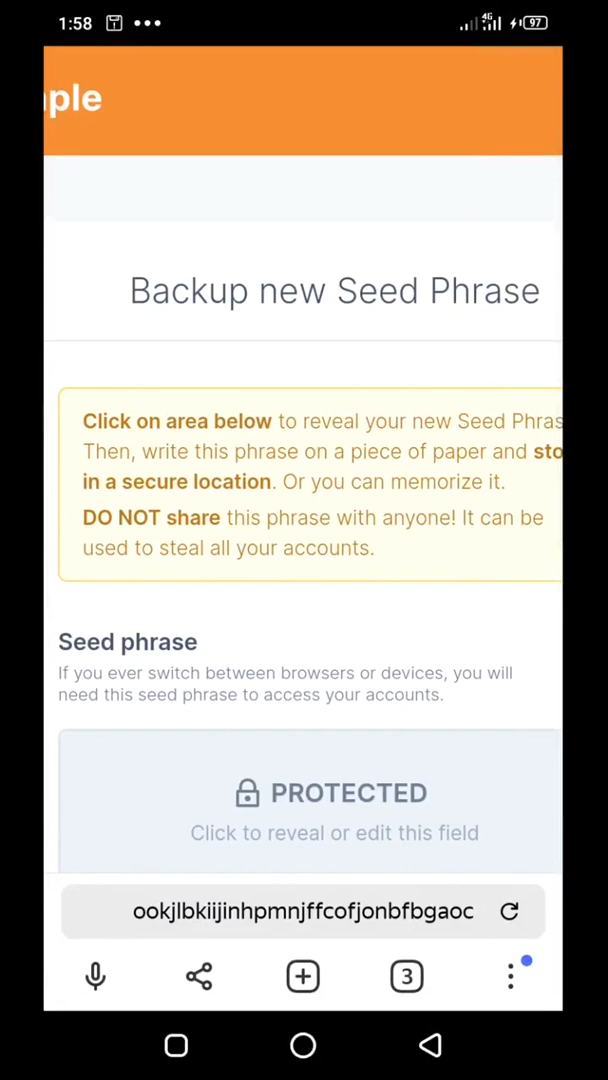 1:58
4G
97
ple
Backup new Seed Phrase
Click on area below to reveal your new Seed Phras
Then, write this phrase on a piece of paper and sto
in a secure location. Or you can memorize it.
DO NOT share this phrase with anyone! It can be
used to steal all your accounts.
Seed phrase
If you ever switch between browsers or devices, you will
need this seed phrase to access your accounts.
PROTECTED
Click to reveal or edit this field
ookjlbkiijinhpmnjffcofjonbfbgaoc
3